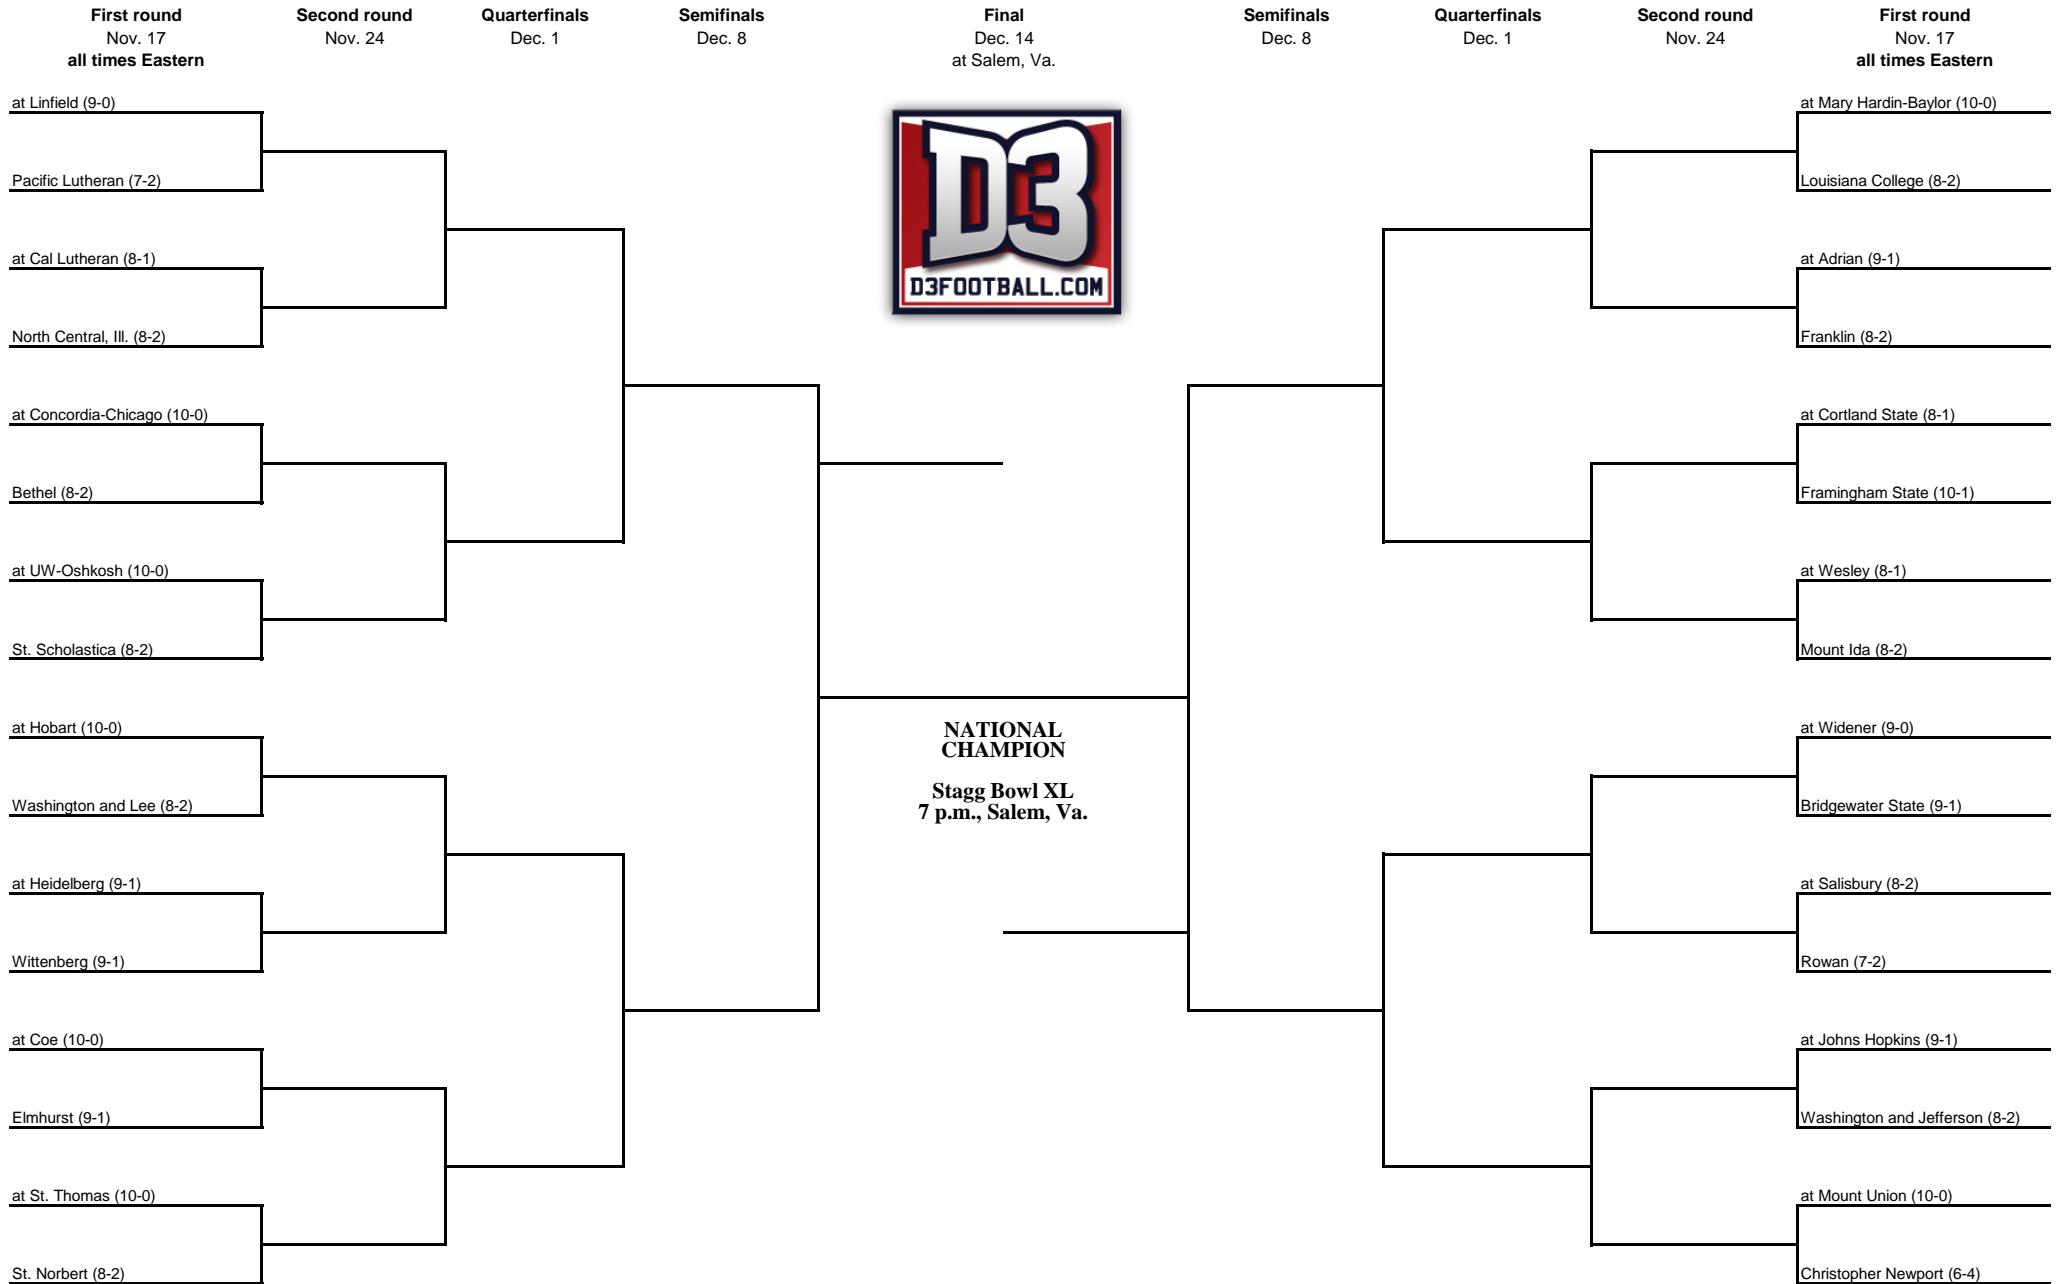 First round
Nov. 17
all times Eastern
Second round
Nov. 24
Quarterfinals
Dec. 1
Semifinals
Dec. 8
Final
Dec. 14
at Salem, Va.
Semifinals
Dec. 8
Quarterfinals
Dec. 1
Second round
Nov. 24
First round
Nov. 17
all times Eastern
at Linfield (9-0)
Pacific Lutheran (7-2)
at Cal Lutheran (8-1)
North Central, Ill. (8-2)
at Concordia-Chicago (10-0)
Bethel (8-2)
at UW-Oshkosh (10-0)
St. Scholastica (8-2)
at Hobart (10-0)
Washington and Lee (8-2)
at Heidelberg (9-1)
Wittenberg (9-1)
at Coe (10-0)
Elmhurst (9-1)
at St. Thomas (10-0)
St. Norbert (8-2)
D3
D3FOOTBALL.COM
NATIONAL
CHAMPION
Stagg Bowl XL
7 p.m., Salem, Va.
at Mary Hardin-Baylor (10-0)
Louisiana College (8-2)
at Adrian (9-1)
Franklin (8-2)
at Cortland State (8-1)
Framingham State (10-1)
at Wesley (8-1)
Mount Ida (8-2)
at Widener (9-0)
Bridgewater State (9-1)
at Salisbury (8-2)
Rowan (7-2)
at Johns Hopkins (9-1)
Washington and Jefferson (8-2)
at Mount Union (10-0)
Christopher Newport (6-4)